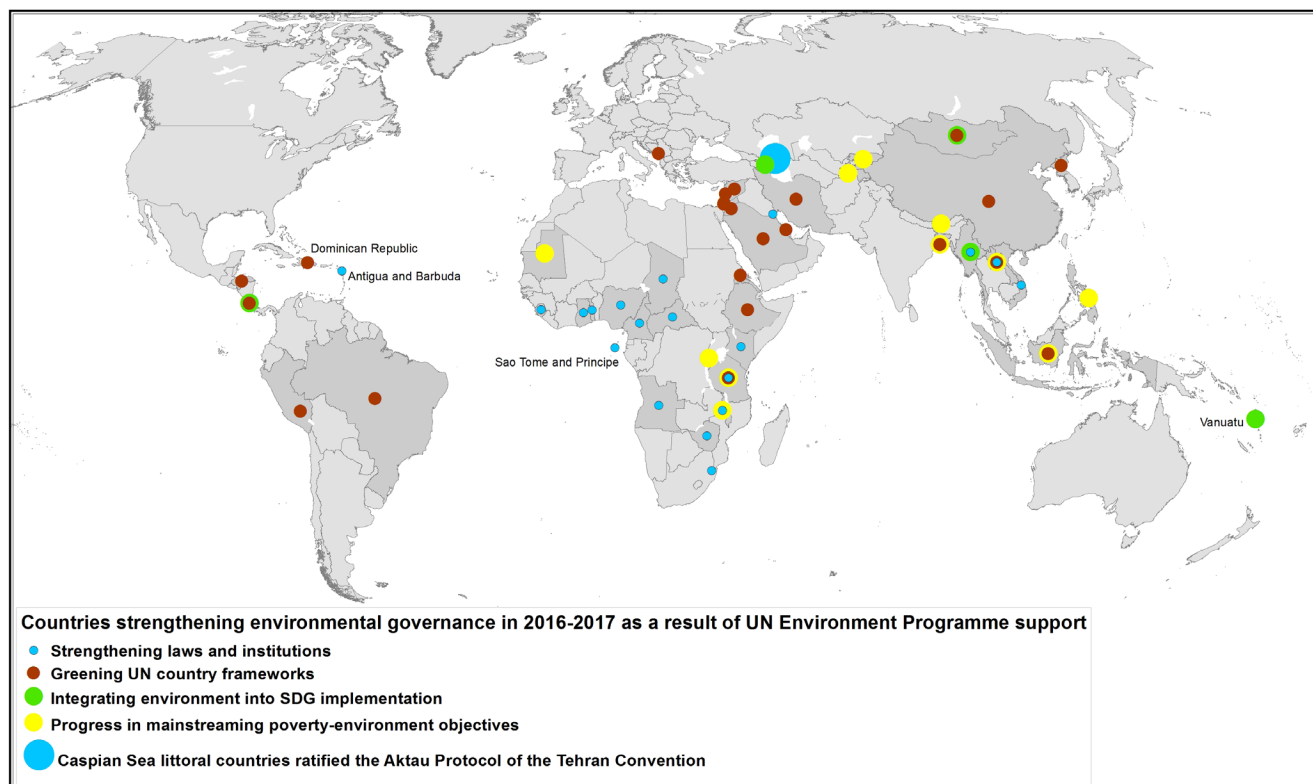 Dominican Republic
Antigua and Barbuda
Sao Tome and Principe
Vanuatu
Countries strengthening environmental governance in 2016-2017 as a result of UN Environment Programme support
Strengthening laws and institutions
Greening UN country frameworks
Integrating environment into SDG implementation
Progress in mainstreaming poverty-environment objectives
Caspian Sea littoral countries ratified the Aktau Protocol of the Tehran Convention